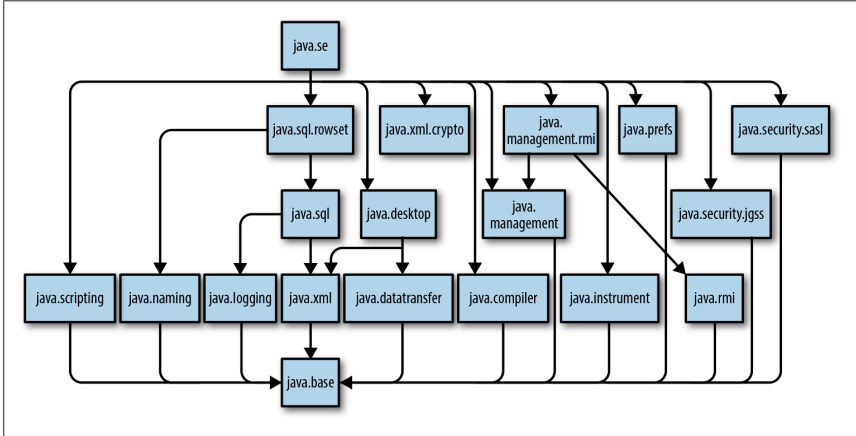 java.se
java.sql.rowset
java.xml.crypto
java.
management.rmi
java.prefs
java.security.sasl
java.sql
java.desktop
java.
management
java.security.jgss
java.scripting
java.naming
java.logging
java.xml
java.datatransfer
java.compiler
java.instrument
java.rmi
java.base